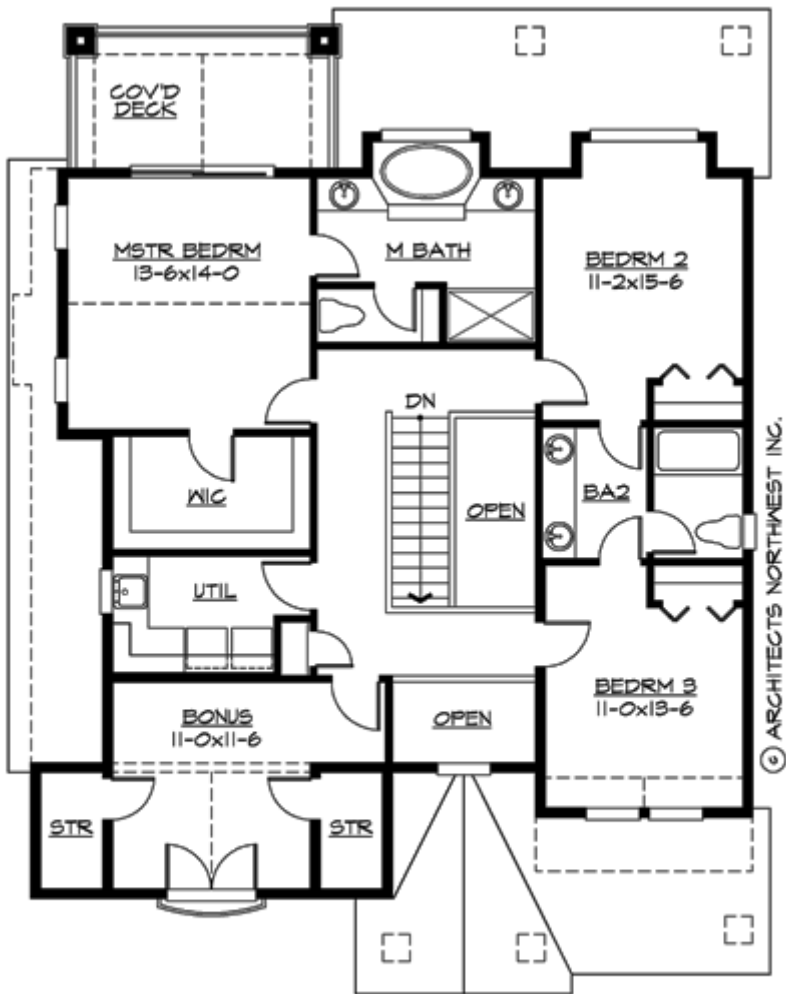 COV'D
DECK
MSTR BEDRM
13-6x14-0
M BATH
BEDRM 2
11-2x15-6
DN
WIC
OPEN
BA2
UTIL
BEDRM 3
11-0x13-6
BONUS
11-0x11-6
OPEN
STR
STR
© ARCHITECTS NORTHWEST INC.